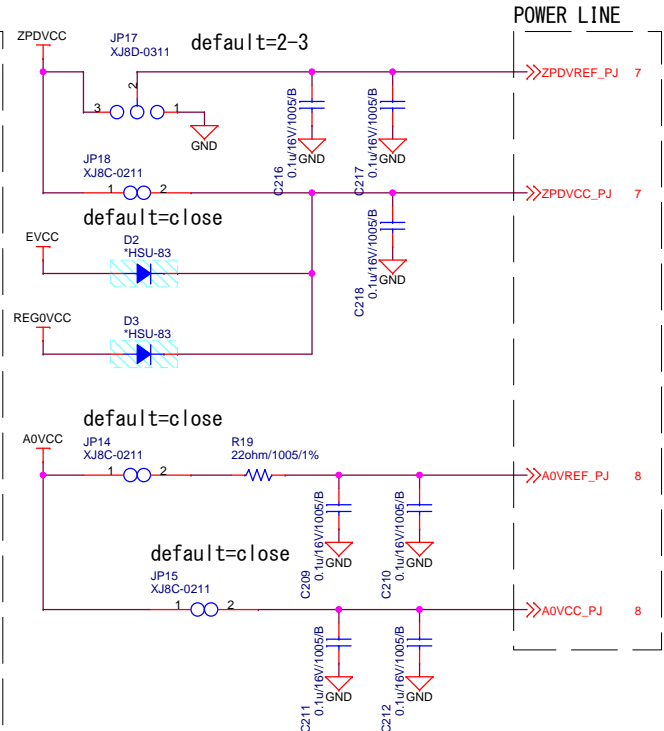 POWER LINE
ZPDVCC
JP17
XJ8D-0311
default=2-3
ZPDVREF_PJ 7
3
2
1
GND
C216
0.1u/16V/1005/B
GND
C217
0.1u/16V/1005/B
GND
JP18
XJ8C-0211
1 2
ZPDVCC_PJ 7
default=close
EVCC
D2
*HSU-83
C218
0.1u/16V/1005/B
GND
REG0VCC
D3
*HSU-83
default=close
A0VCC
JP14
XJ8C-0211
1 2
R19
22ohm/1005/1%
A0VREF_PJ 8
C209
0.1u/16V/1005/B
GND
C210
0.1u/16V/1005/B
GND
default=close
JP15
XJ8C-0211
1 2
A0VCC_PJ 8
C211
0.1u/16V/1005/B
GND
C212
0.1u/16V/1005/B
GND